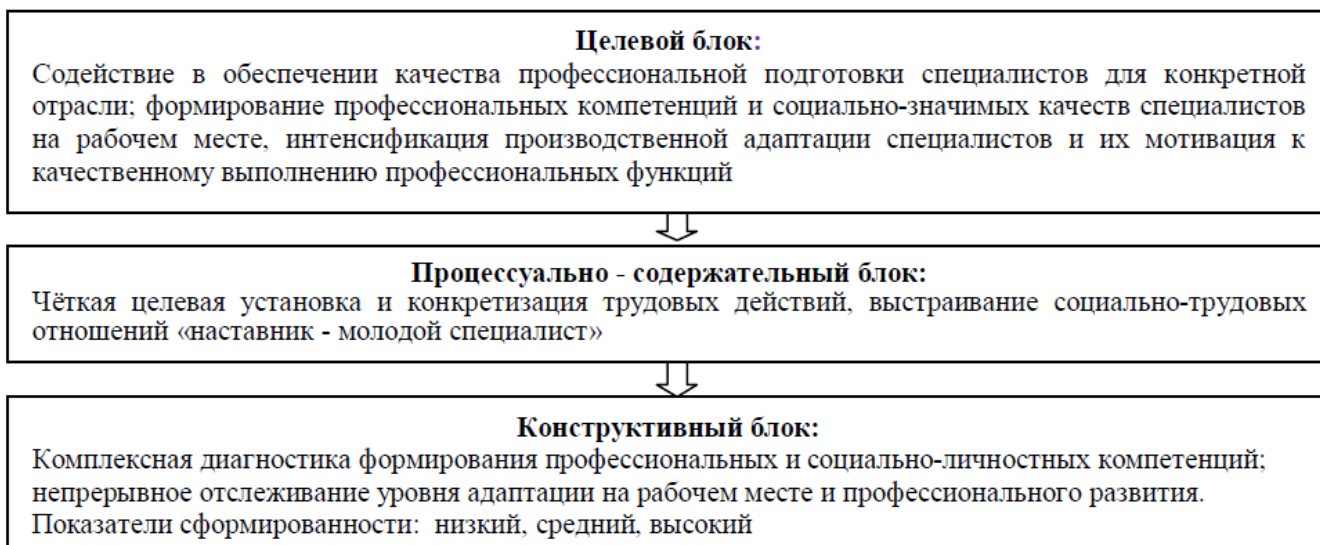 Целевой блок:
Содействие в обеспечении качества профессиональной подготовки специалистов для конкретной
отрасли; формирование профессиональных компетенций и социально-значимых качеств специалистов
на рабочем месте, интенсификация производственной адаптации специалистов и их мотивация к
качественному выполнению профессиональных функций
Процессуально - содержательный блок:
Чёткая целевая установка и конкретизация трудовых действий, выстраивание социально-трудовых
отношений «наставник - молодой специалист»
Конструктивный блок:
Комплексная диагностика формирования профессиональных и социально-личностных компетенций;
непрерывное отслеживание уровня адаптации на рабочем месте и профессионального развития.
Показатели сформированности: низкий, средний, высокий